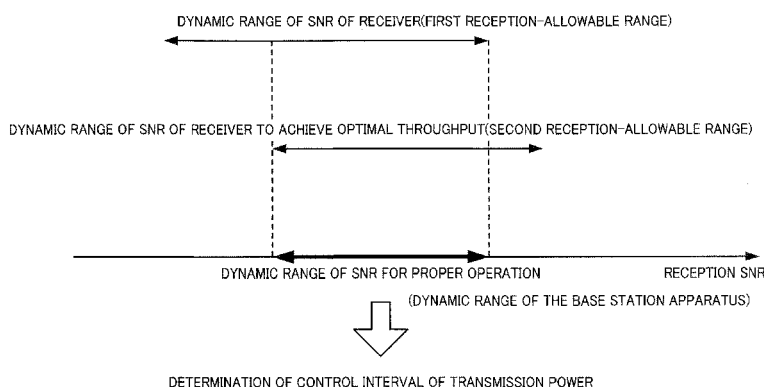 DYNAMIC RANGE OF SNR OF RECEIVER(FIRST RECEPTION-ALLOWABLE RANGE)
DYNAMIC RANGE OF SNR OF RECEIVER TO ACHIEVE OPTIMAL THROUGHPUT(SECOND RECEPTION-ALLOWABLE RANGE)
DYNAMIC RANGE OF SNR FOR PROPER OPERATION
RECEPTION SNR
(DYNAMIC RANGE OF THE BASE STATION APPARATUS)
DETERMINATION OF CONTROL INTERVAL OF TRANSMISSION POWER